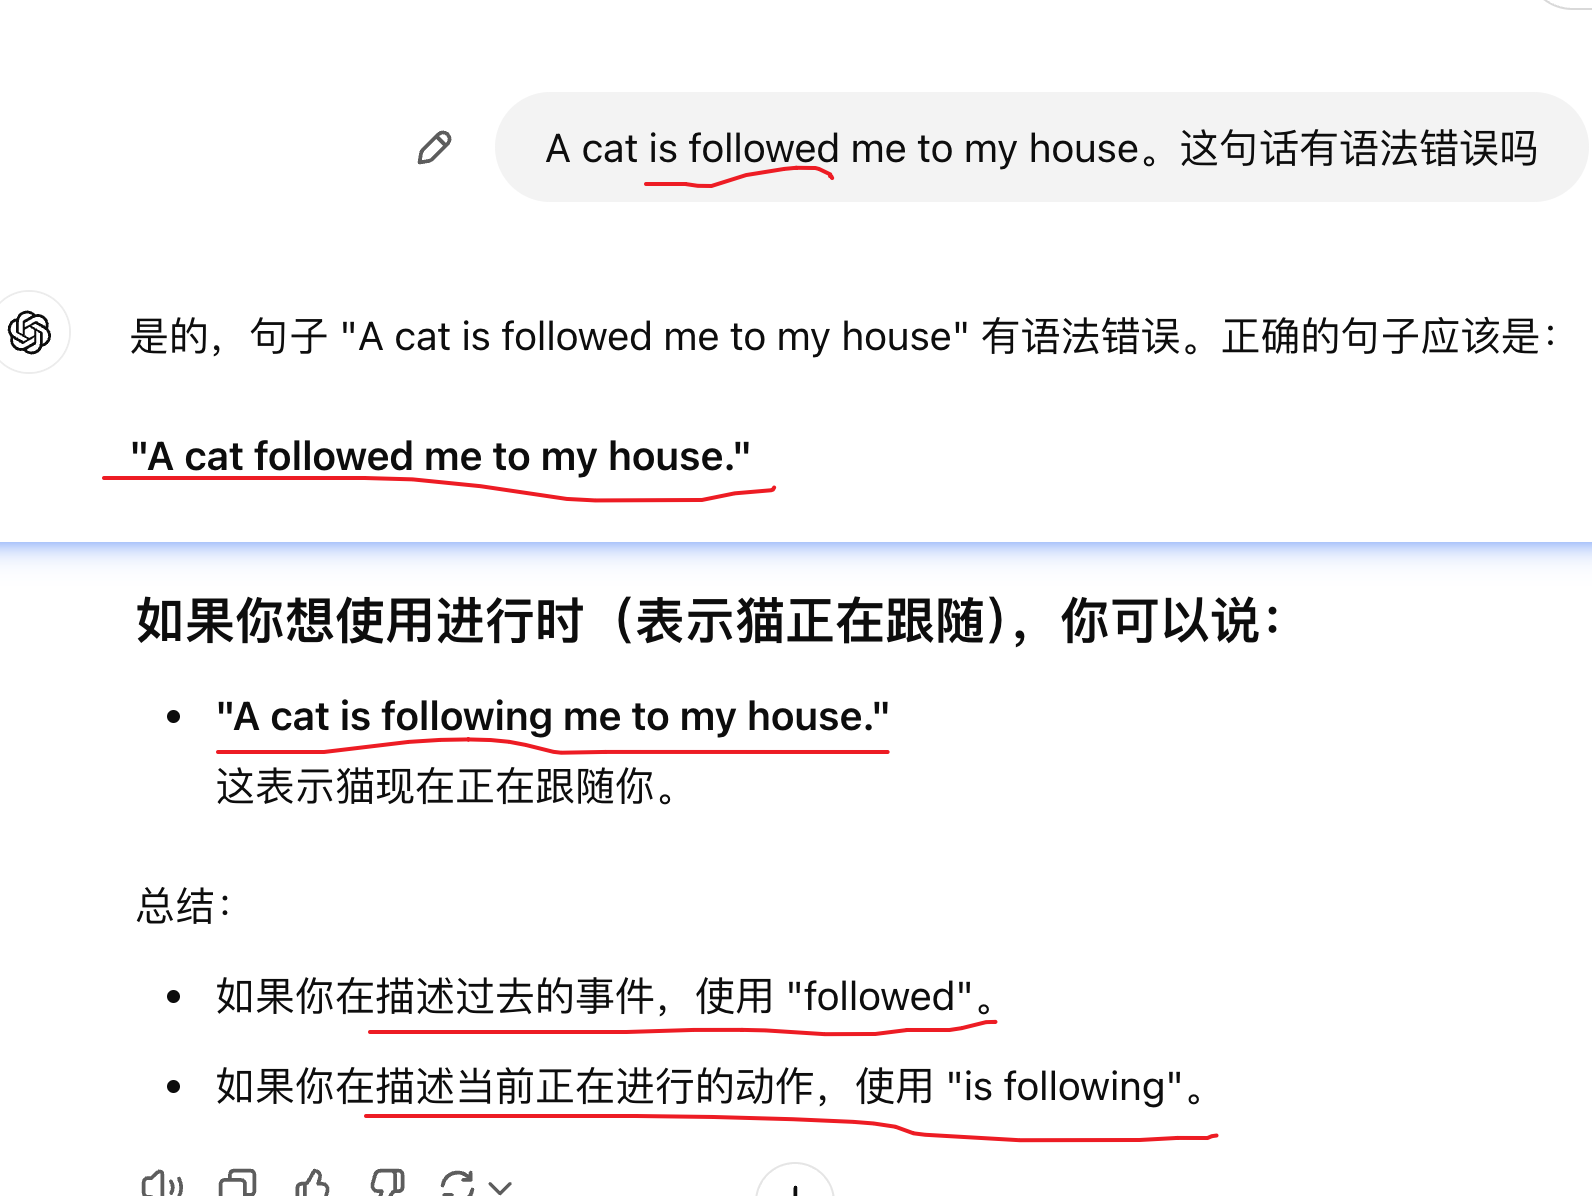 A cat is followed me to my house。这句话有语法错误吗
是的，句子 "A cat is followed me to my house" 有语法错误。正确的句子应该是：
"A cat followed me to my house."
如果你想使用进行时（表示猫正在跟随），你可以说：
• "A cat is following me to my house."
这表示猫现在正在跟随你。
总结：
• 如果你在描述过去的事件，使用 "followed"。
• 如果你在描述当前正在进行的动作，使用 "is following"。